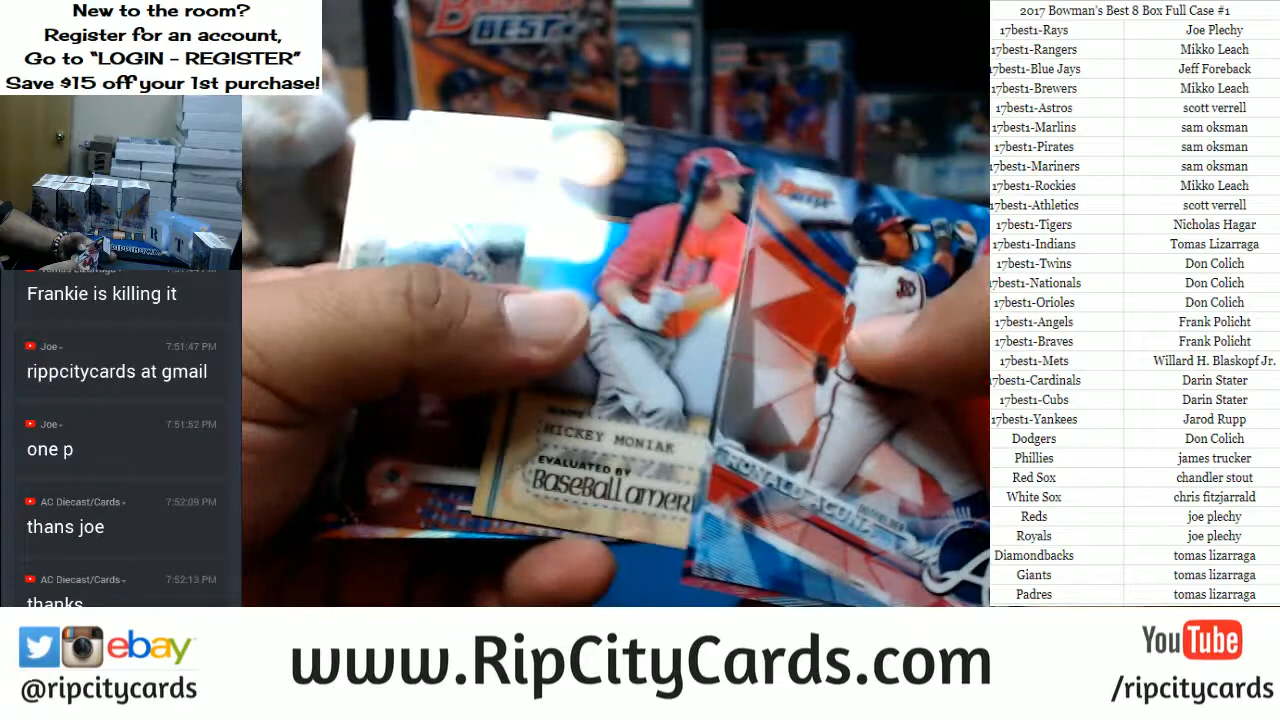 New to the room?
Register for an account,
Go to “LOGIN - REGISTER”
Save $15 off your 1st purchase!
Frankie is killing it
Joe
7:51:47 PM
rippcitycards at gmail
Joe
7:51:52 PM
one p
AC Diecast/Cards
7:52:09 PM
thans joe
AC Diecast/Cards
7:52:13 PM
thanks
BEST
MICKEY MONIAK
EVALUATED BY
BASEBALL AMERI
RONALD ACUNA
OUTFIELDER
2017 Bowman's Best 8 Box Full Case #1
17best1-Rays Joe Plechy
17best1-Rangers Mikko Leach
17best1-Blue Jays Jeff Foreback
17best1-Brewers Mikko Leach
17best1-Astros scott verrell
17best1-Marlins sam oksman
17best1-Pirates sam oksman
17best1-Mariners sam oksman
17best1-Rockies Mikko Leach
17best1-Athletics scott verrell
17best1-Tigers Nicholas Hagar
17best1-Indians Tomas Lizarraga
17best1-Twins Don Colich
17best1-Nationals Don Colich
17best1-Orioles Don Colich
17best1-Angels Frank Policht
17best1-Braves Frank Policht
17best1-Mets Willard H. Blaskopf Jr.
17best1-Cardinals Darin Stater
17best1-Cubs Darin Stater
17best1-Yankees Jarod Rupp
Dodgers Don Colich
Phillies james trucker
Red Sox chandler stout
White Sox chris fitzjarrald
Reds joe plechy
Royals joe plechy
Diamondbacks tomas lizarraga
Giants tomas lizarraga
Padres tomas lizarraga
ebay
@ripcitycards
www.RipCityCards.com
YouTube
/ripcitycards